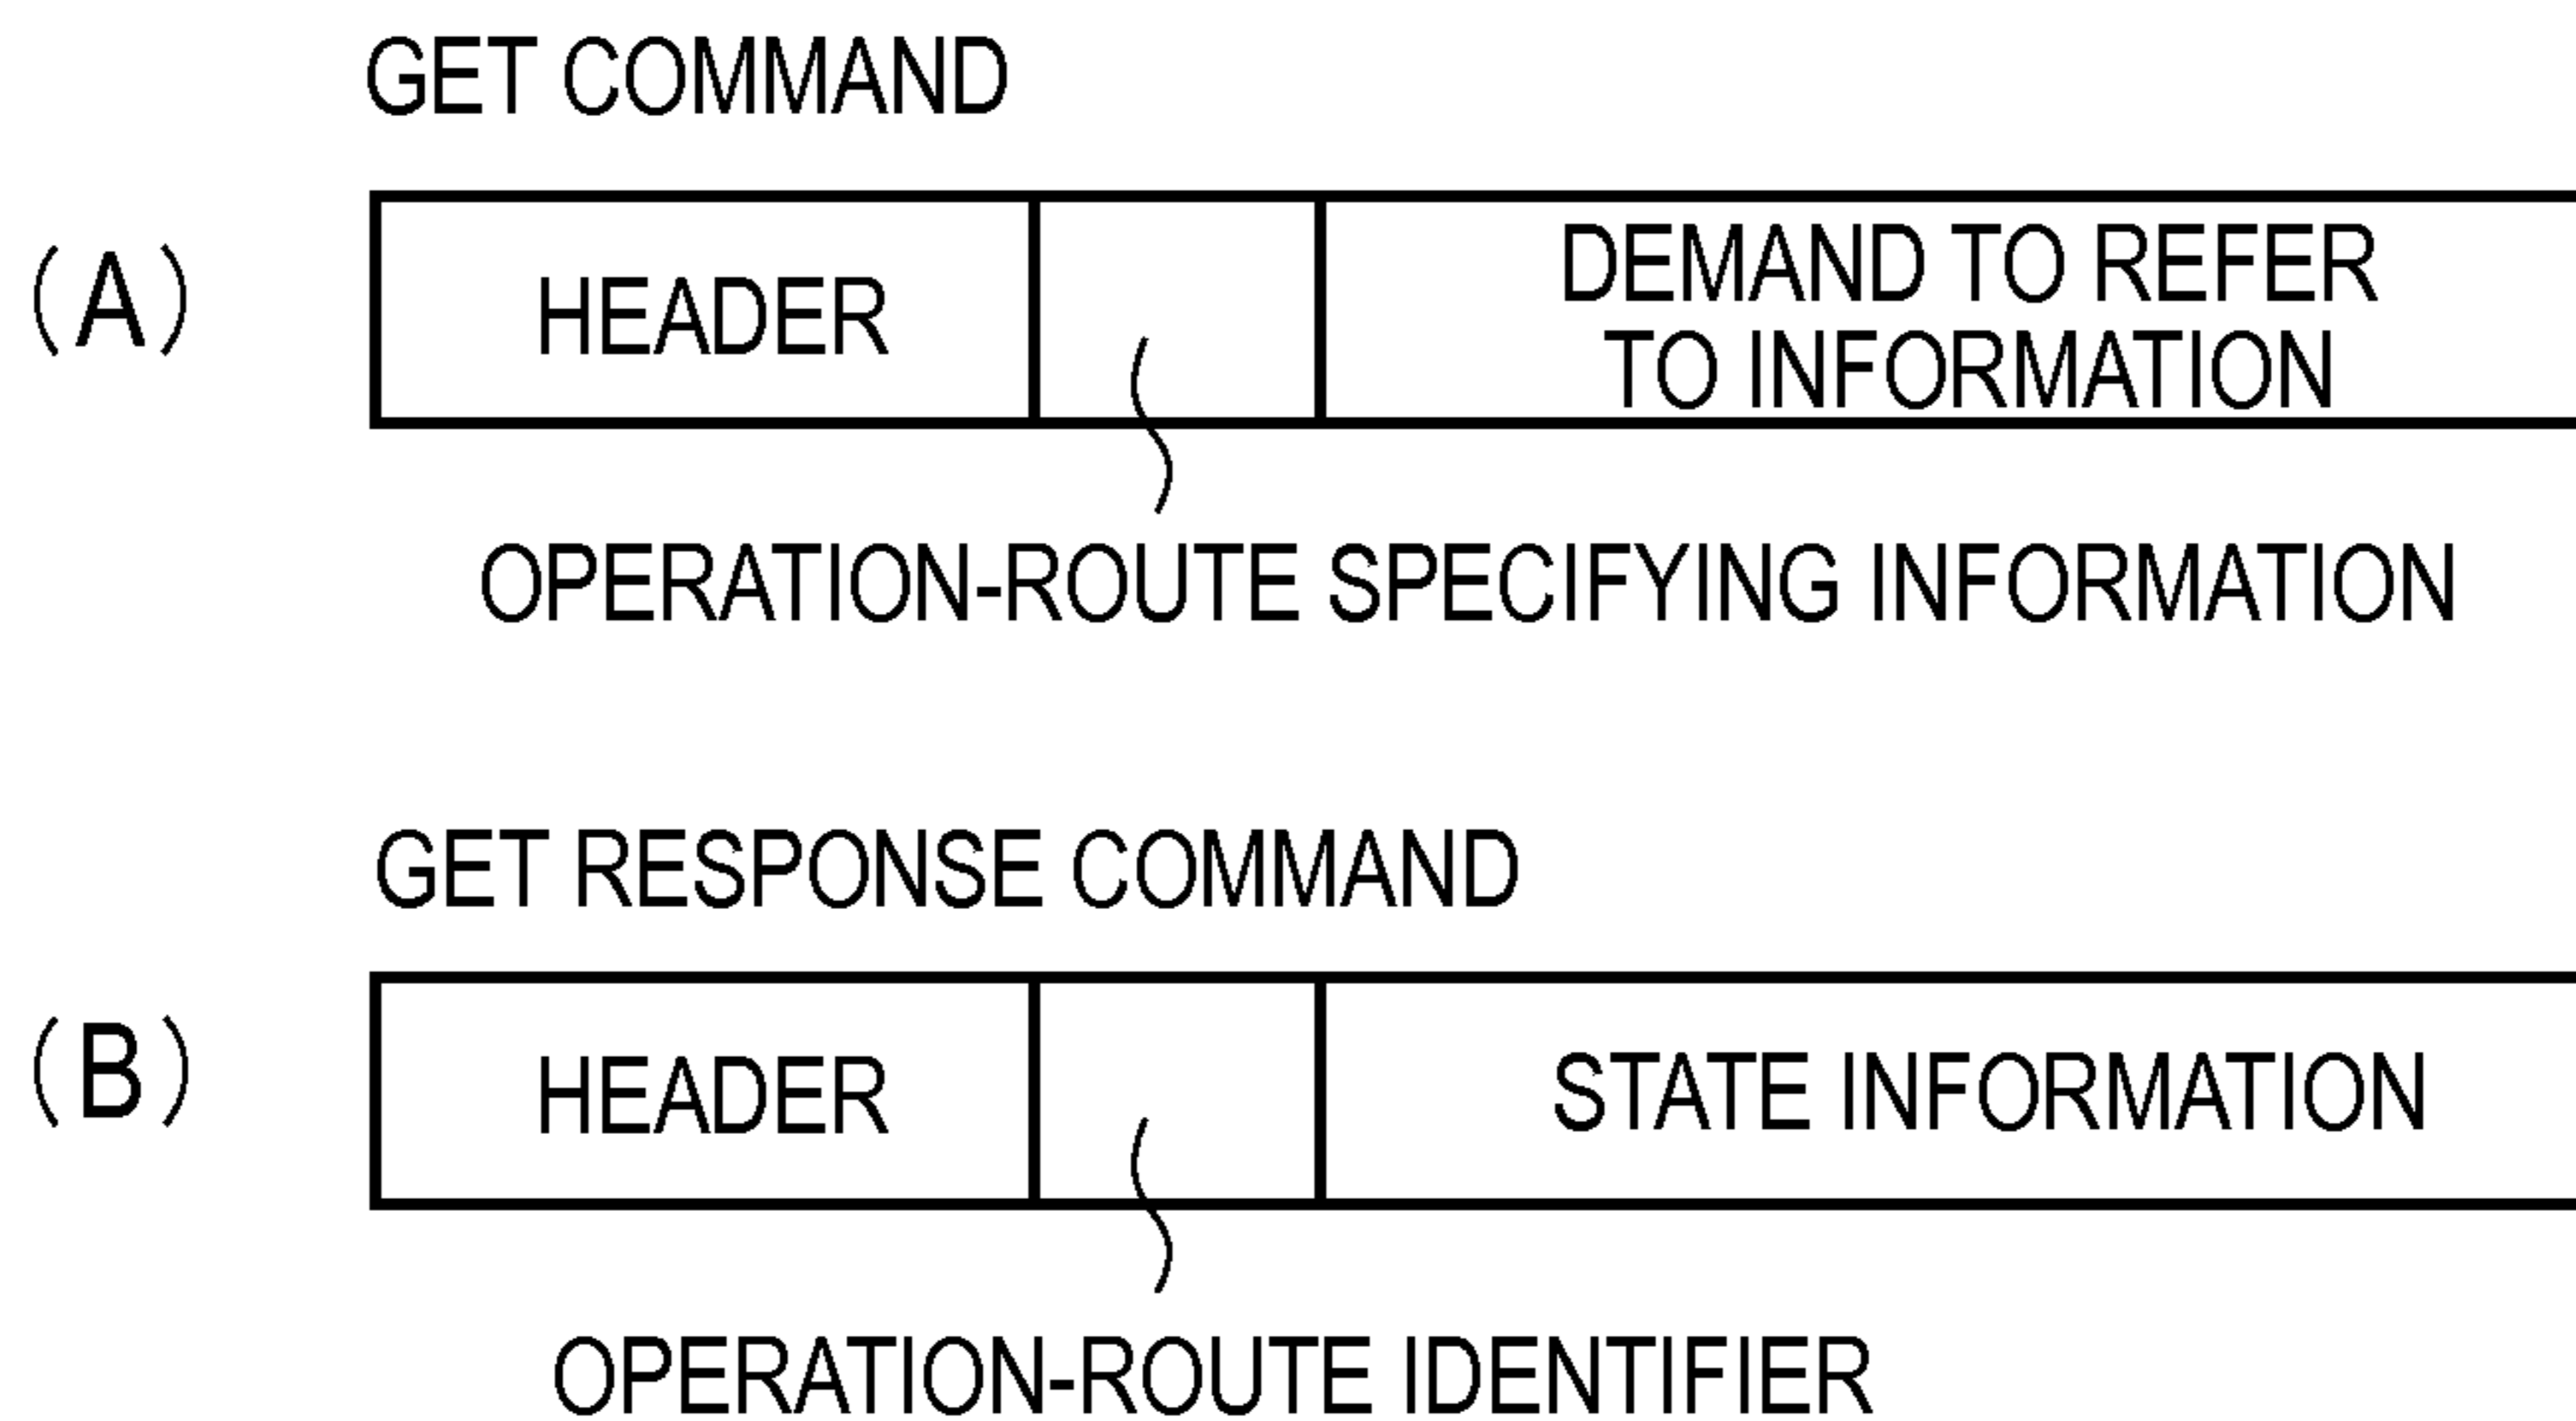 GET COMMAND
(A)
HEADER
DEMAND TO REFER
TO INFORMATION
OPERATION-ROUTE SPECIFYING INFORMATION
GET RESPONSE COMMAND
(B)
HEADER
STATE INFORMATION
OPERATION-ROUTE IDENTIFIER